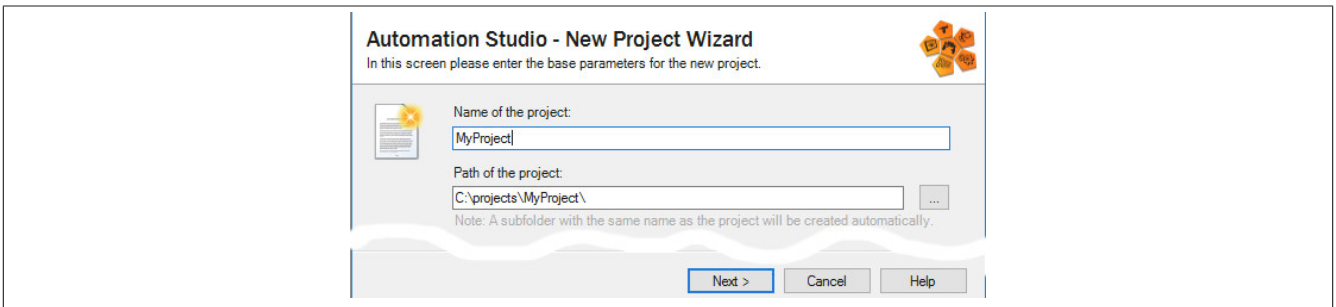 Automation Studio - New Project Wizard
In this screen please enter the base parameters for the new project.
Name of the project:
MyProject
Path of the project:
C:\projects\MyProject\
...
Note: A subfolder with the same name as the project will be created automatically.
Next >
Cancel
Help